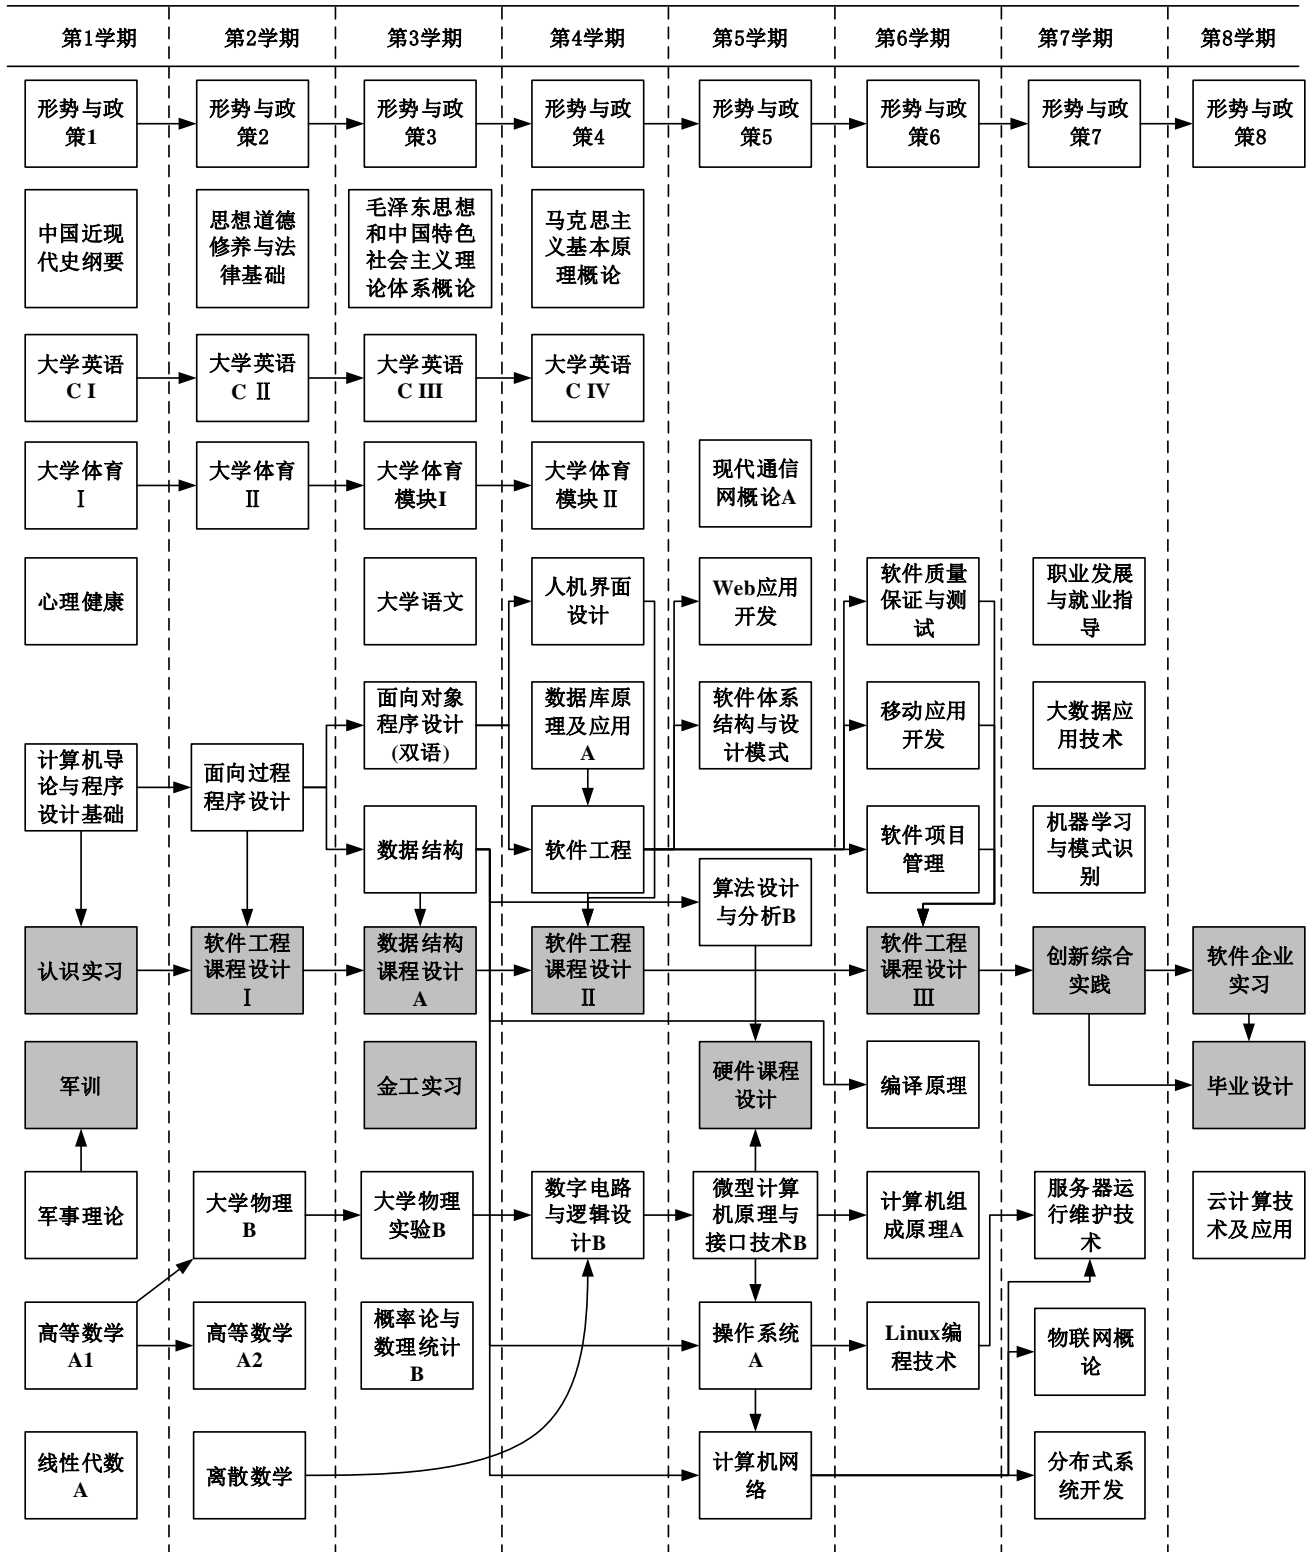 第1学期
第2学期
第3学期
第4学期
第5学期
第6学期
第7学期
第8学期
形势与政
策1
形势与政
策2
形势与政
策3
形势与政
策4
形势与政
策5
形势与政
策6
形势与政
策7
形势与政
策8
中国近现
代史纲要
思想道德
修养与法
律基础
毛泽东思想
和中国特色
社会主义理
论体系概论
马克思主
义基本原
理概论
大学英语
C I
大学英语
C Ⅱ
大学英语
C III
大学英语
C IV
大学体育
Ⅰ
大学体育
Ⅱ
大学体育
模块I
大学体育
模块Ⅱ
现代通信
网概论A
心理健康
大学语文
人机界面
设计
Web应用
开发
软件质量
保证与测
试
职业发展
与就业指
导
面向对象
程序设计
(双语)
数据库原
理及应用
A
软件体系
结构与设
计模式
移动应用
开发
大数据应
用技术
计算机导
论与程序
设计基础
面向过程
程序设计
数据结构
软件工程
算法设计
与分析B
软件项目
管理
机器学习
与模式识
别
认识实习
软件工程
课程设计
Ⅰ
数据结构
课程设计
A
软件工程
课程设计
Ⅱ
软件工程
课程设计
Ⅲ
创新综合
实践
软件企业
实习
军训
金工实习
硬件课程
设计
编译原理
毕业设计
军事理论
大学物理
B
大学物理
实验B
数字电路
与逻辑设
计B
微型计算
机原理与
接口技术B
计算机组
成原理A
服务器运
行维护技
术
云计算技
术及应用
高等数学
A1
高等数学
A2
概率论与
数理统计
B
操作系统
A
Linux编
程技术
物联网概
论
线性代数
A
离散数学
计算机网
络
分布式系
统开发